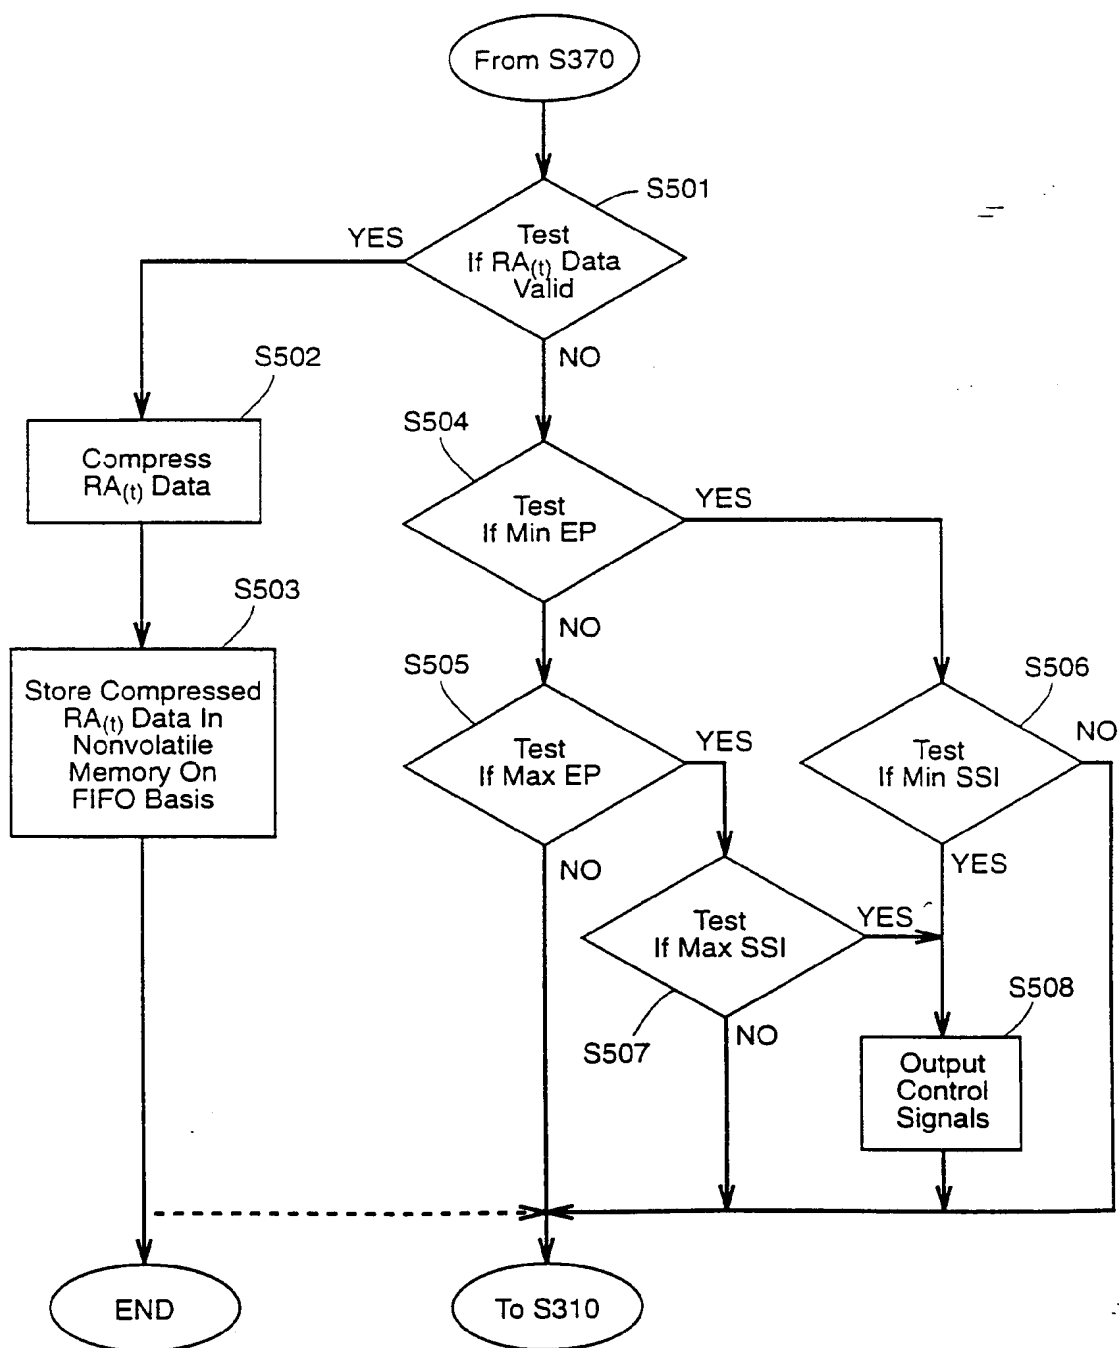 From S370
S501
YES
Test
If RA(t) Data
Valid
NO
S502
Compress
RA(t) Data
S504
Test
If Min EP
YES
NO
S503
Store Compressed
RA(t) Data In
Nonvolatile
Memory On
FIFO Basis
S505
Test
If Max EP
YES
NO
S506
Test
If Min SSI
NO
YES
Test
If Max SSI
YES
S507
NO
S508
Output
Control
Signals
END
To S310